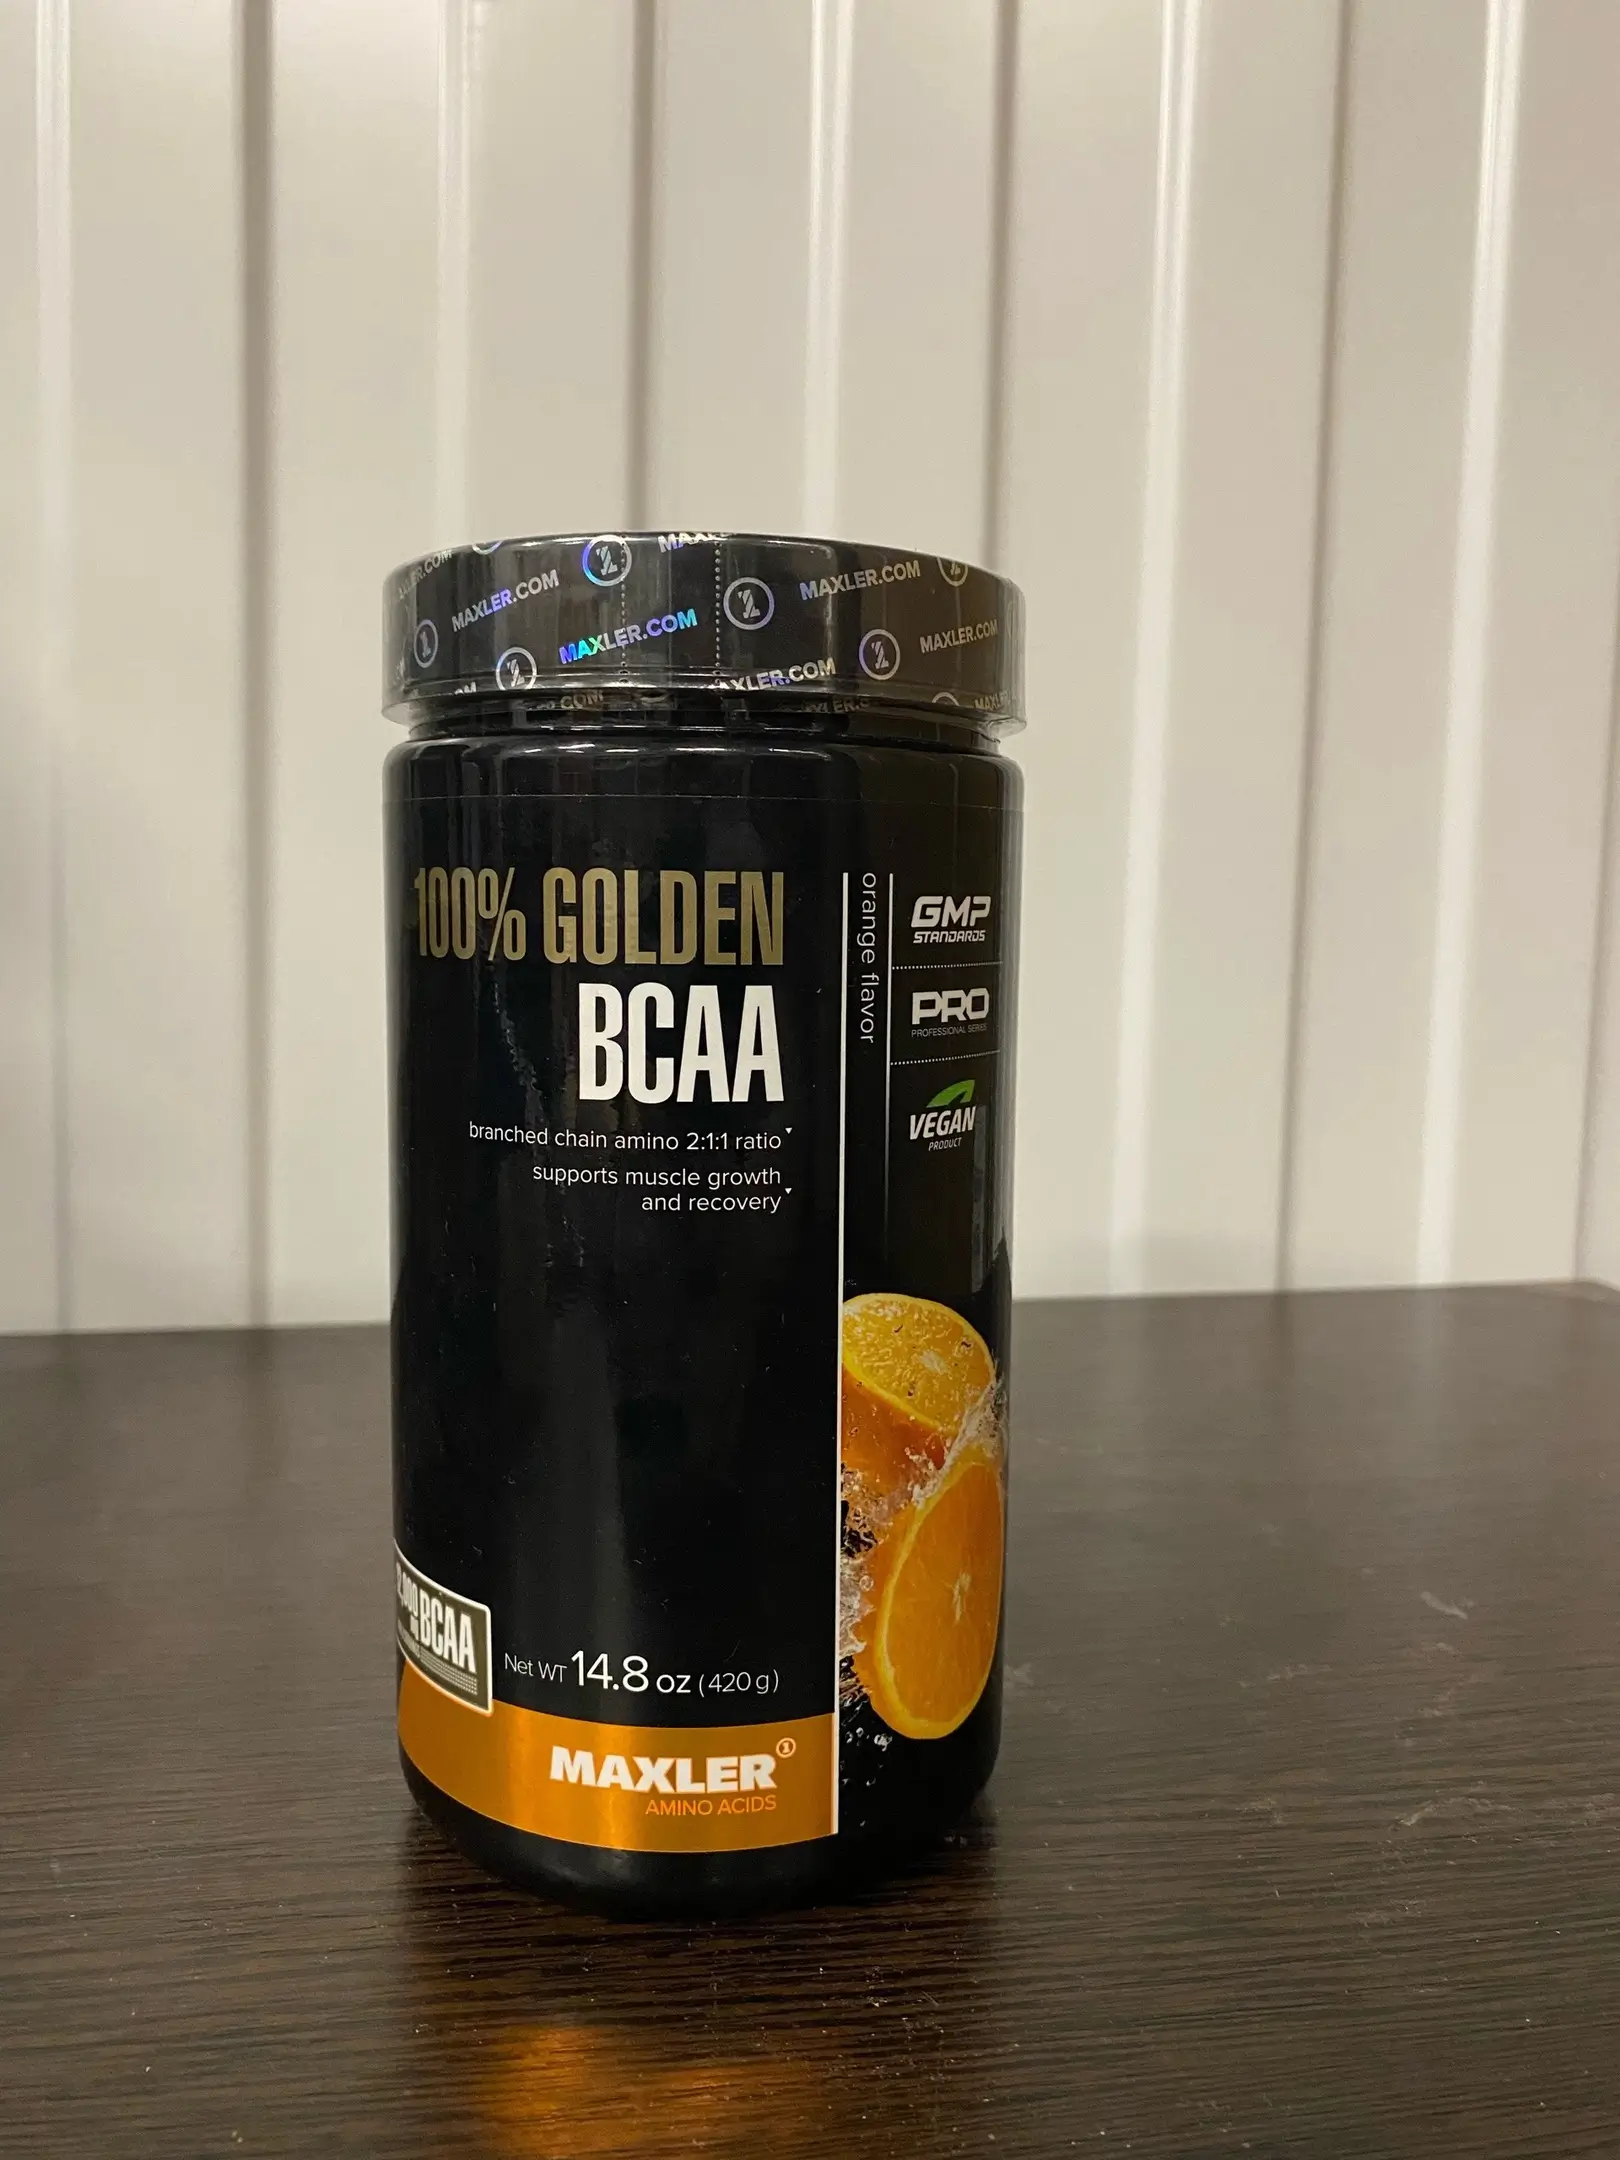 MAXLER.COM
MAXLER.COM
MAXLER.COM
MAXLER.COM
100% GOLDEN
BCAA
branched chain amino 2:1:1 ratio
supports muscle growth
and recovery
orange flavor
GMP
STANDARDS
PRO
PROFESSIONAL SERIES
VEGAN
PRODUCT
BCAA
Net WT 14.8 oz (420 g)
MAXLER
AMINO ACIDS